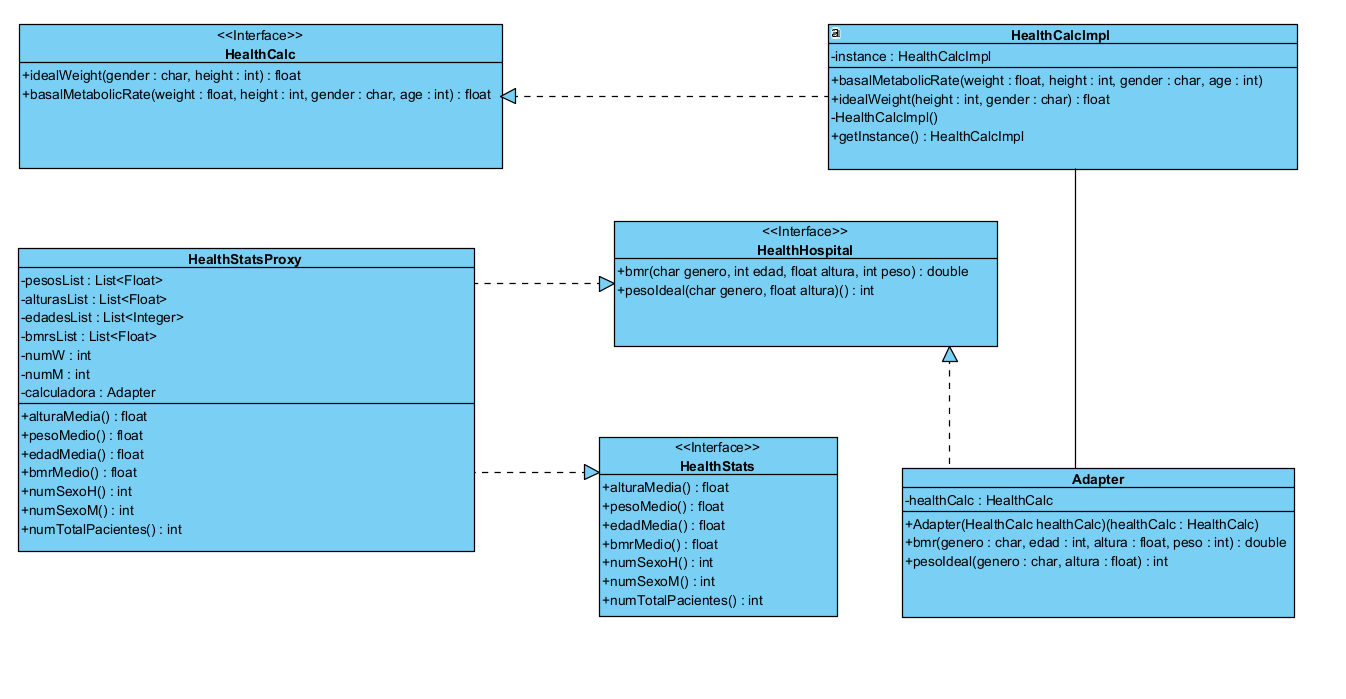 <<Interface>>
HealthCalc
+idealWeight(gender : char, height : int) : float
+basalMetabolicRate(weight : float, height : int, gender : char, age : int) : float
a
HealthCalcImpl
-instance : HealthCalcImpl
+basalMetabolicRate(weight : float, height : int, gender : char, age : int)
+idealWeight(height : int, gender : char) : float
-HealthCalcImpl()
+getInstance() : HealthCalcImpl
HealthStatsProxy
-pesosList : List<Float>
-alturasList : List<Float>
-edadesList : List<Integer>
-bmrsList : List<Float>
-numW : int
-numM : int
-calculadora : Adapter
+alturaMedia() : float
+pesoMedio() : float
+edadMedia() : float
+bmrMedio() : float
+numSexoH() : int
+numSexoM() : int
+numTotalPacientes() : int
<<Interface>>
HealthHospital
+bmr(char genero, int edad, float altura, int peso) : double
+pesoIdeal(char genero, float altura)() : int
<<Interface>>
HealthStats
+alturaMedia() : float
+pesoMedio() : float
+edadMedia() : float
+bmrMedio() : float
+numSexoH() : int
+numSexoM() : int
+numTotalPacientes() : int
Adapter
-healthCalc : HealthCalc
+Adapter(HealthCalc healthCalc)(healthCalc : HealthCalc)
+bmr(genero : char, edad : int, altura : float, peso : int) : double
+pesoIdeal(genero : char, altura : float) : int